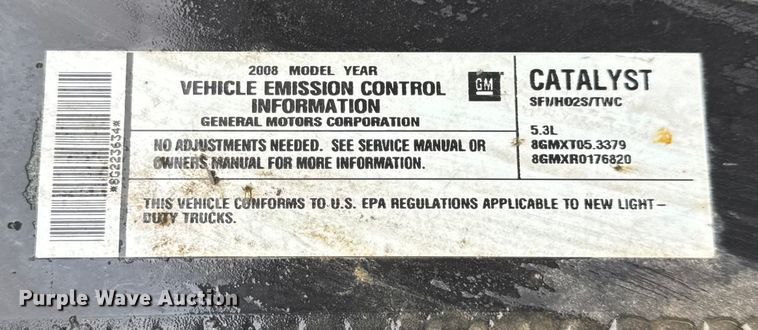 *8G223634*
2008 MODEL YEAR
VEHICLE EMISSION CONTROL
INFORMATION
GENERAL MOTORS CORPORATION
GM
CATALYST
SFI/HO2S/TWC
5.3L
8GMXT05.3379
8GMXR0176820
NO ADJUSTMENTS NEEDED. SEE SERVICE MANUAL OR
OWNERS MANUAL FOR MORE INFORMATION.
THIS VEHICLE CONFORMS TO U.S. EPA REGULATIONS APPLICABLE TO NEW LIGHT-
DUTY TRUCKS.
Purple Wave Auction